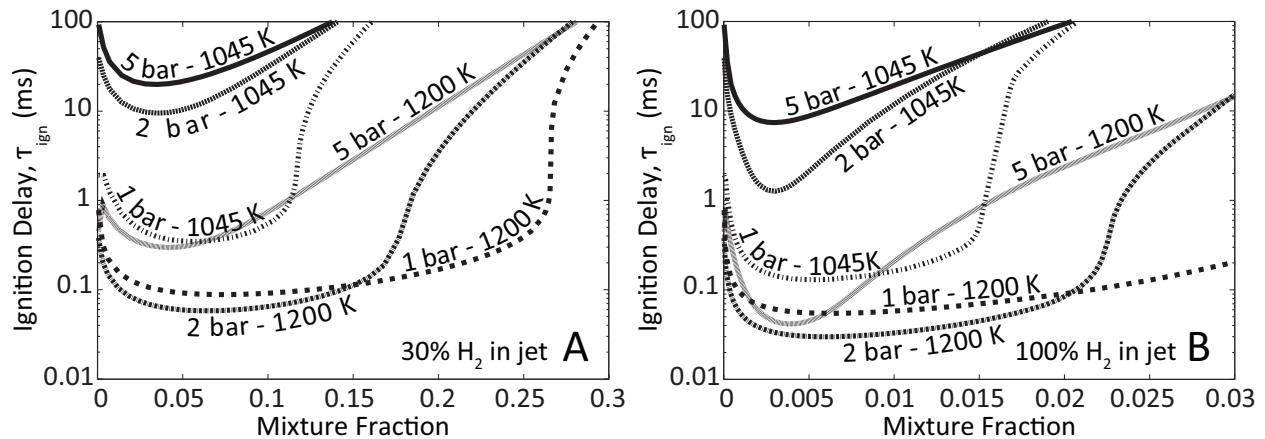 Ignition Delay, τign (ms)
100
10
1
0.1
0.01
5 bar - 1045 K
2 bar - 1045 K
1 bar - 1045 K
5 bar - 1200 K
1 bar - 1200 K
2 bar - 1200 K
30% H2 in jet A
0 0.05 0.1 0.15 0.2 0.25 0.3
Mixture Fraction
Ignition Delay, τign (ms)
100
10
1
0.1
0.01
5 bar - 1045 K
2 bar - 1045K
1 bar - 1045K
5 bar - 1200 K
1 bar - 1200 K
2 bar - 1200 K
100% H2 in jet B
0 0.005 0.01 0.015 0.02 0.025 0.03
Mixture Fraction